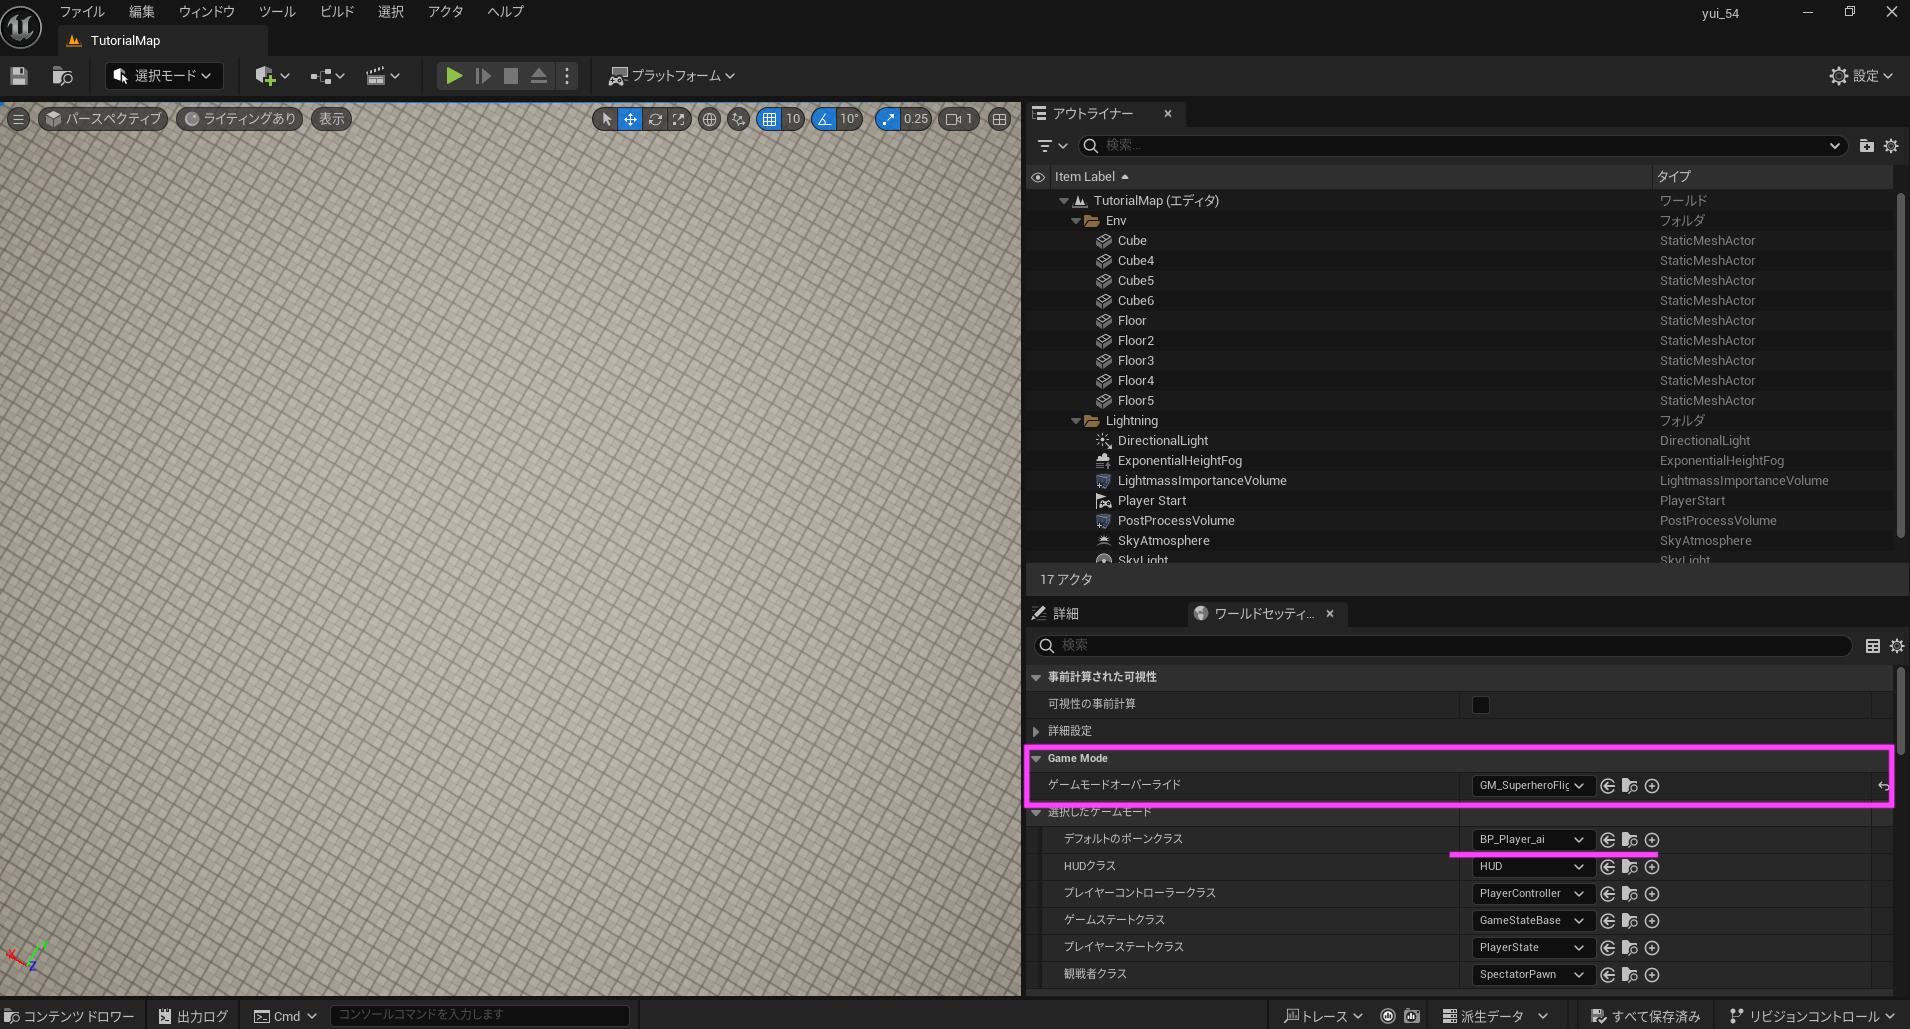 ファイル 編集 ウィンドウ ツール ビルド 選択 アクタ ヘルプ
yui_54
TutorialMap
選択モード
プラットフォーム
設定
パースペクティブ ライティングあり 表示
10 10° 0.25 1
アウトライナー
検索...
Item Label タイプ
TutorialMap (エディタ) ワールド
Env フォルダ
Cube StaticMeshActor
Cube4 StaticMeshActor
Cube5 StaticMeshActor
Cube6 StaticMeshActor
Floor StaticMeshActor
Floor2 StaticMeshActor
Floor3 StaticMeshActor
Floor4 StaticMeshActor
Floor5 StaticMeshActor
Lightning フォルダ
DirectionalLight DirectionalLight
ExponentialHeightFog ExponentialHeightFog
LightmassImportanceVolume LightmassImportanceVolume
Player Start PlayerStart
PostProcessVolume PostProcessVolume
SkyAtmosphere SkyAtmosphere
SkyLight SkyLight
17 アクタ
詳細 ワールドセッティ...
検索
事前計算された可視性
可視性の事前計算
詳細設定
Game Mode
ゲームモードオーバーライド GM_SuperheroFlig
選択したゲームモード
デフォルトのポーンクラス BP_Player_ai
HUDクラス HUD
プレイヤーコントローラークラス PlayerController
ゲームステートクラス GameStateBase
プレイヤーステートクラス PlayerState
観戦者クラス SpectatorPawn
X Y Z
コンテンツ ドロワー 出力ログ Cmd コンソールコマンドを入力します トレース 派生データ すべて保存済み リビジョンコントロール